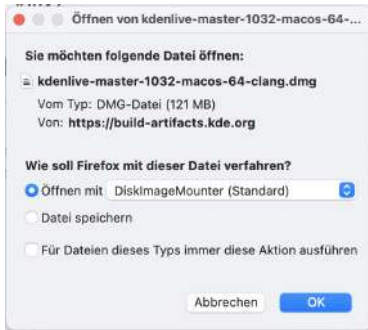 Öffnen von kdenlive-master-1032-macos-64-...
Sie möchten folgende Datei öffnen:
kdenlive-master-1032-macos-64-clang.dmg
Vom Typ: DMG-Datei (121 MB)
Von: https://build-artifacts.kde.org
Wie soll Firefox mit dieser Datei verfahren?
Öffnen mit DiskImageMounter (Standard)
Datei speichern
Für Dateien dieses Typs immer diese Aktion ausführen
Abbrechen OK